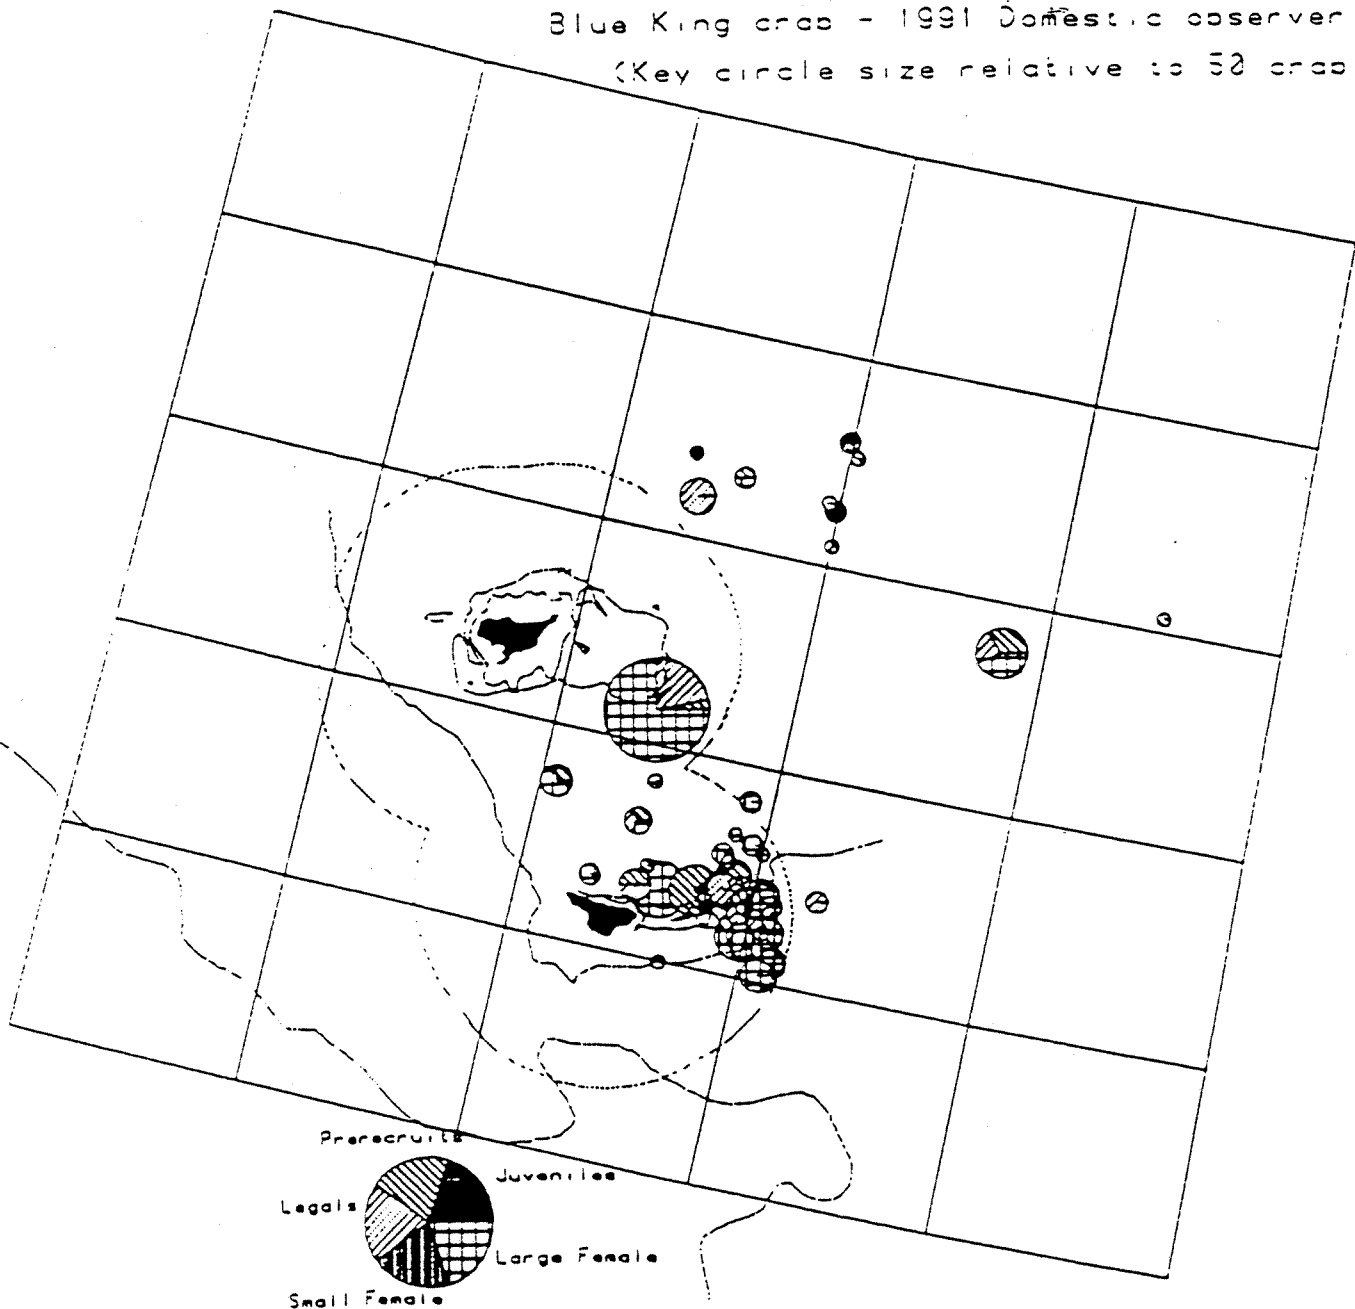 Blue King crab - 1991 Domestic observer
(Key circle size relative to 50 crab
Prerecruits
Juveniles
Legals
Large Female
Small Female